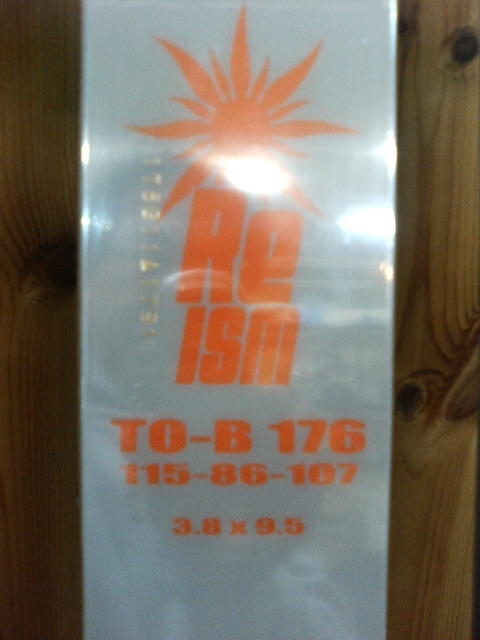 Re
ism
TO-B 176
115-86-107
3.8 x 9.5